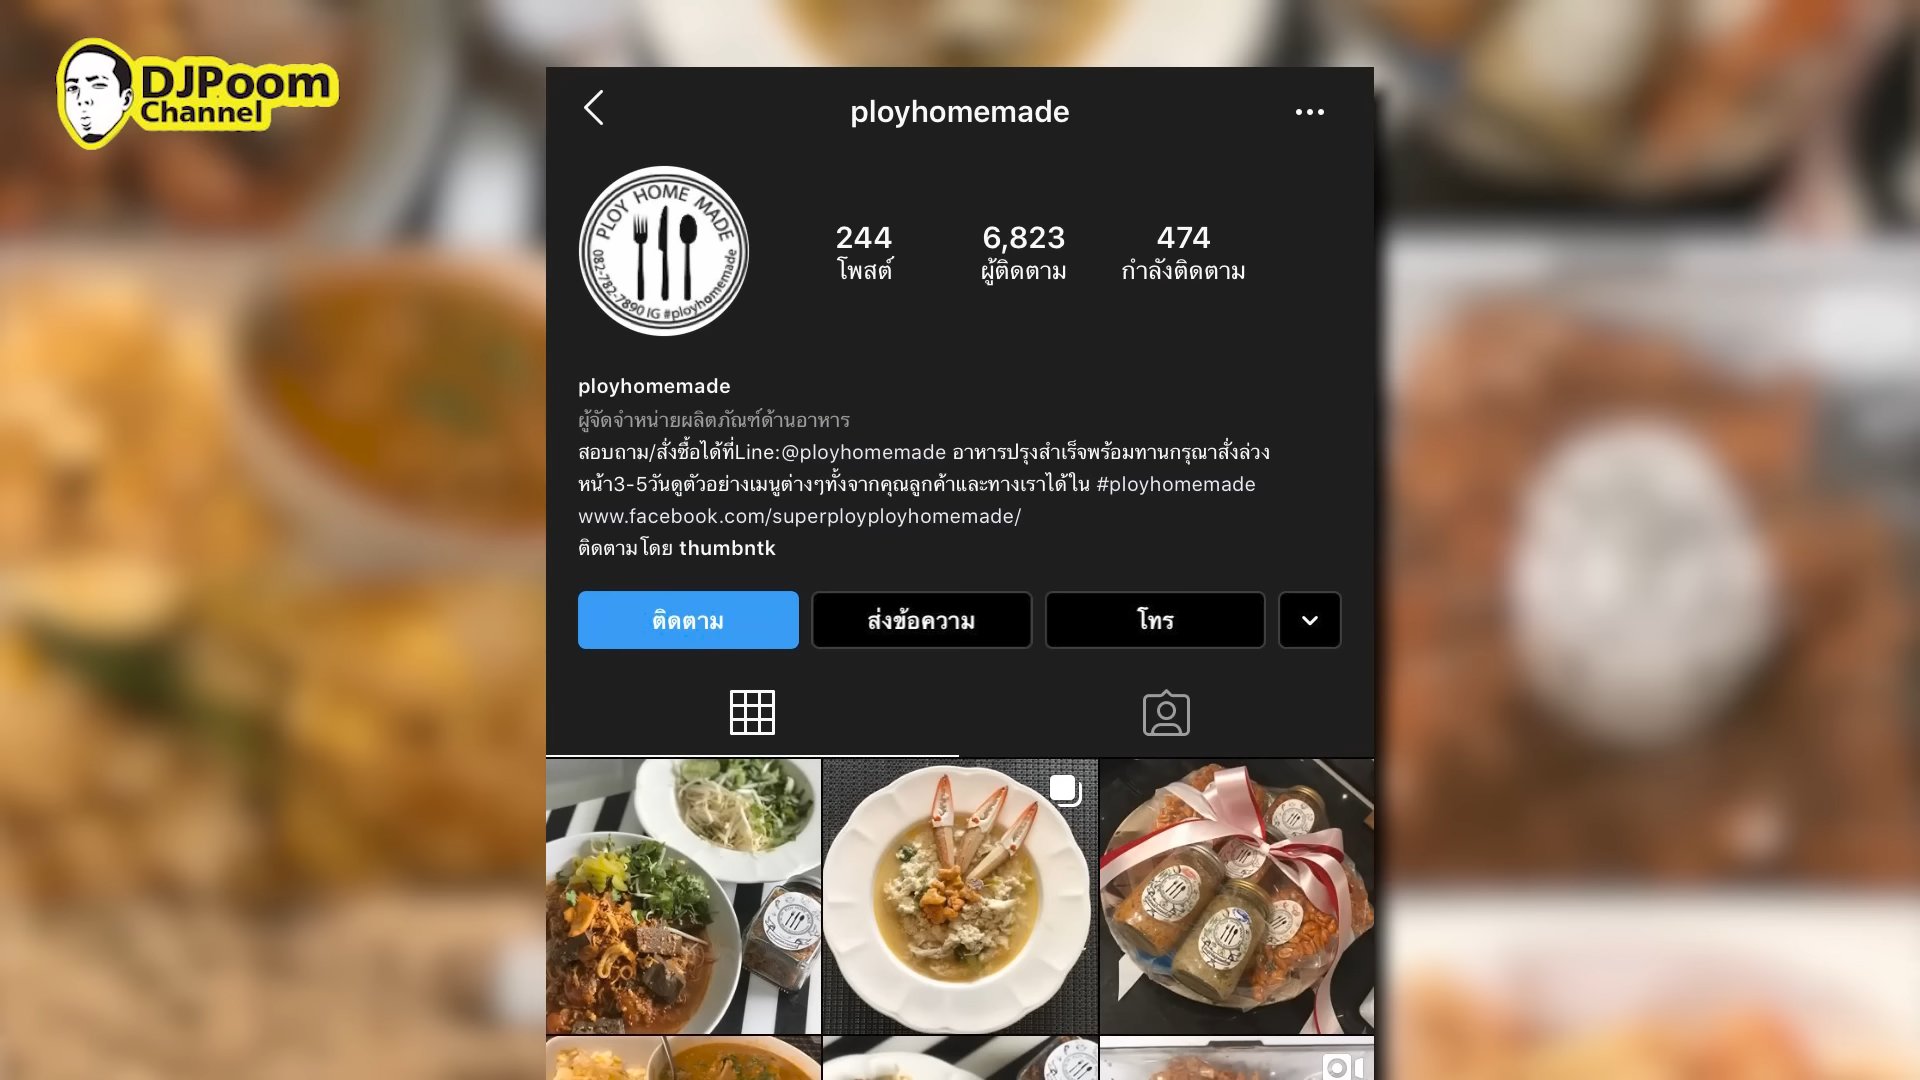 DJPoom
Channel
ployhomemade
PLOY HOME MADE
082-782-7890 IG #ployhomemade
244
โพสต์
6,823
ผู้ติดตาม
474
กำลังติดตาม
ployhomemade
ผู้จัดจำหน่ายผลิตภัณฑ์ด้านอาหาร
สอบถาม/สั่งซื้อได้ที่Line:@ployhomemade อาหารปรุงสำเร็จพร้อมทานกรุณาสั่งล่วง
หน้า3-5วันดูตัวอย่างเมนูต่างๆทั้งจากคุณลูกค้าและทางเราได้ใน #ployhomemade
www.facebook.com/superployployhomemade/
ติดตามโดย thumbntk
ติดตาม
ส่งข้อความ
โทร